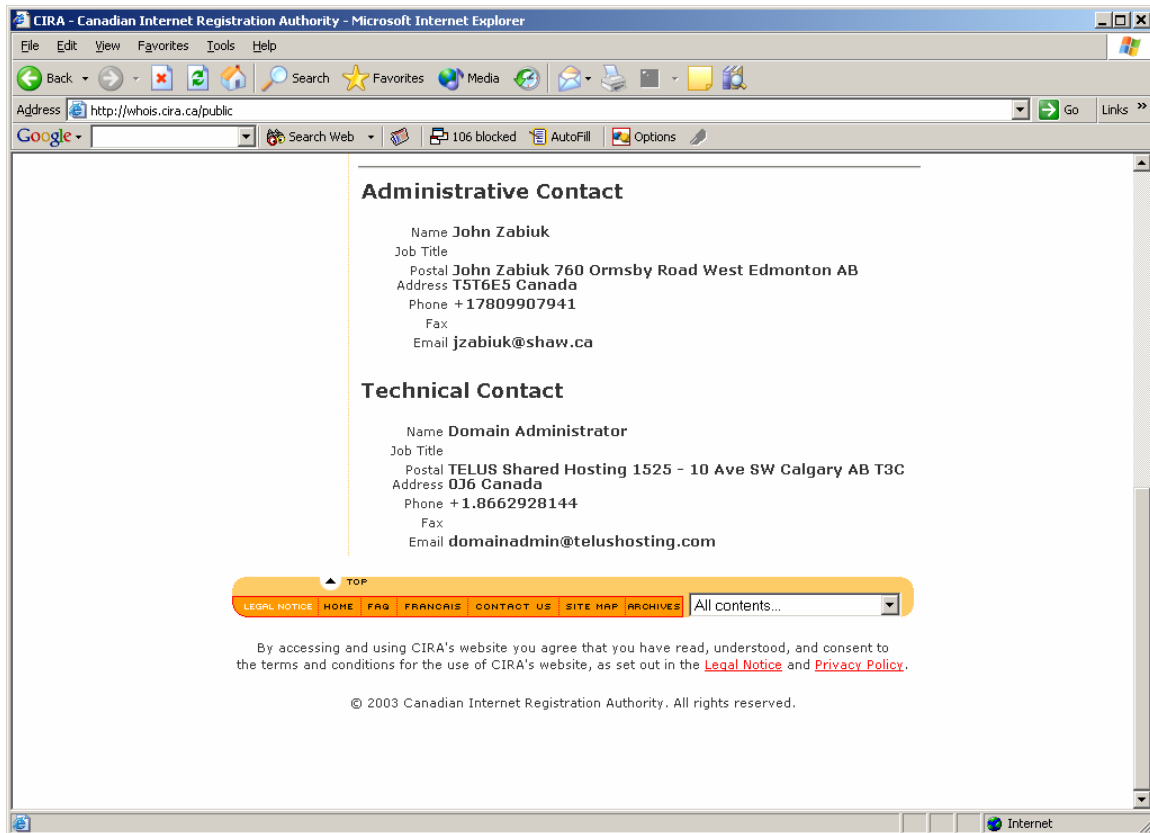 CIRA - Canadian Internet Registration Authority - Microsoft Internet Explorer
File Edit View Favorites Tools Help
Back Search Favorites Media
Address http://whois.cira.ca/public Go Links »
Google Search Web 106 blocked AutoFill Options
Administrative Contact
Name John Zabiuk
Job Title
Postal John Zabiuk 760 Ormsby Road West Edmonton AB
Address T5T6E5 Canada
Phone +17809907941
Fax
Email jzabiuk@shaw.ca
Technical Contact
Name Domain Administrator
Job Title
Postal TELUS Shared Hosting 1525 - 10 Ave SW Calgary AB T3C
Address 0J6 Canada
Phone +1.8662928144
Fax
Email domainadmin@telushosting.com
TOP
LEGAL NOTICE HOME FAQ FRANCAIS CONTACT US SITE MAP ARCHIVES All contents...
By accessing and using CIRA's website you agree that you have read, understood, and consent to
the terms and conditions for the use of CIRA's website, as set out in the Legal Notice and Privacy Policy.
© 2003 Canadian Internet Registration Authority. All rights reserved.
Internet